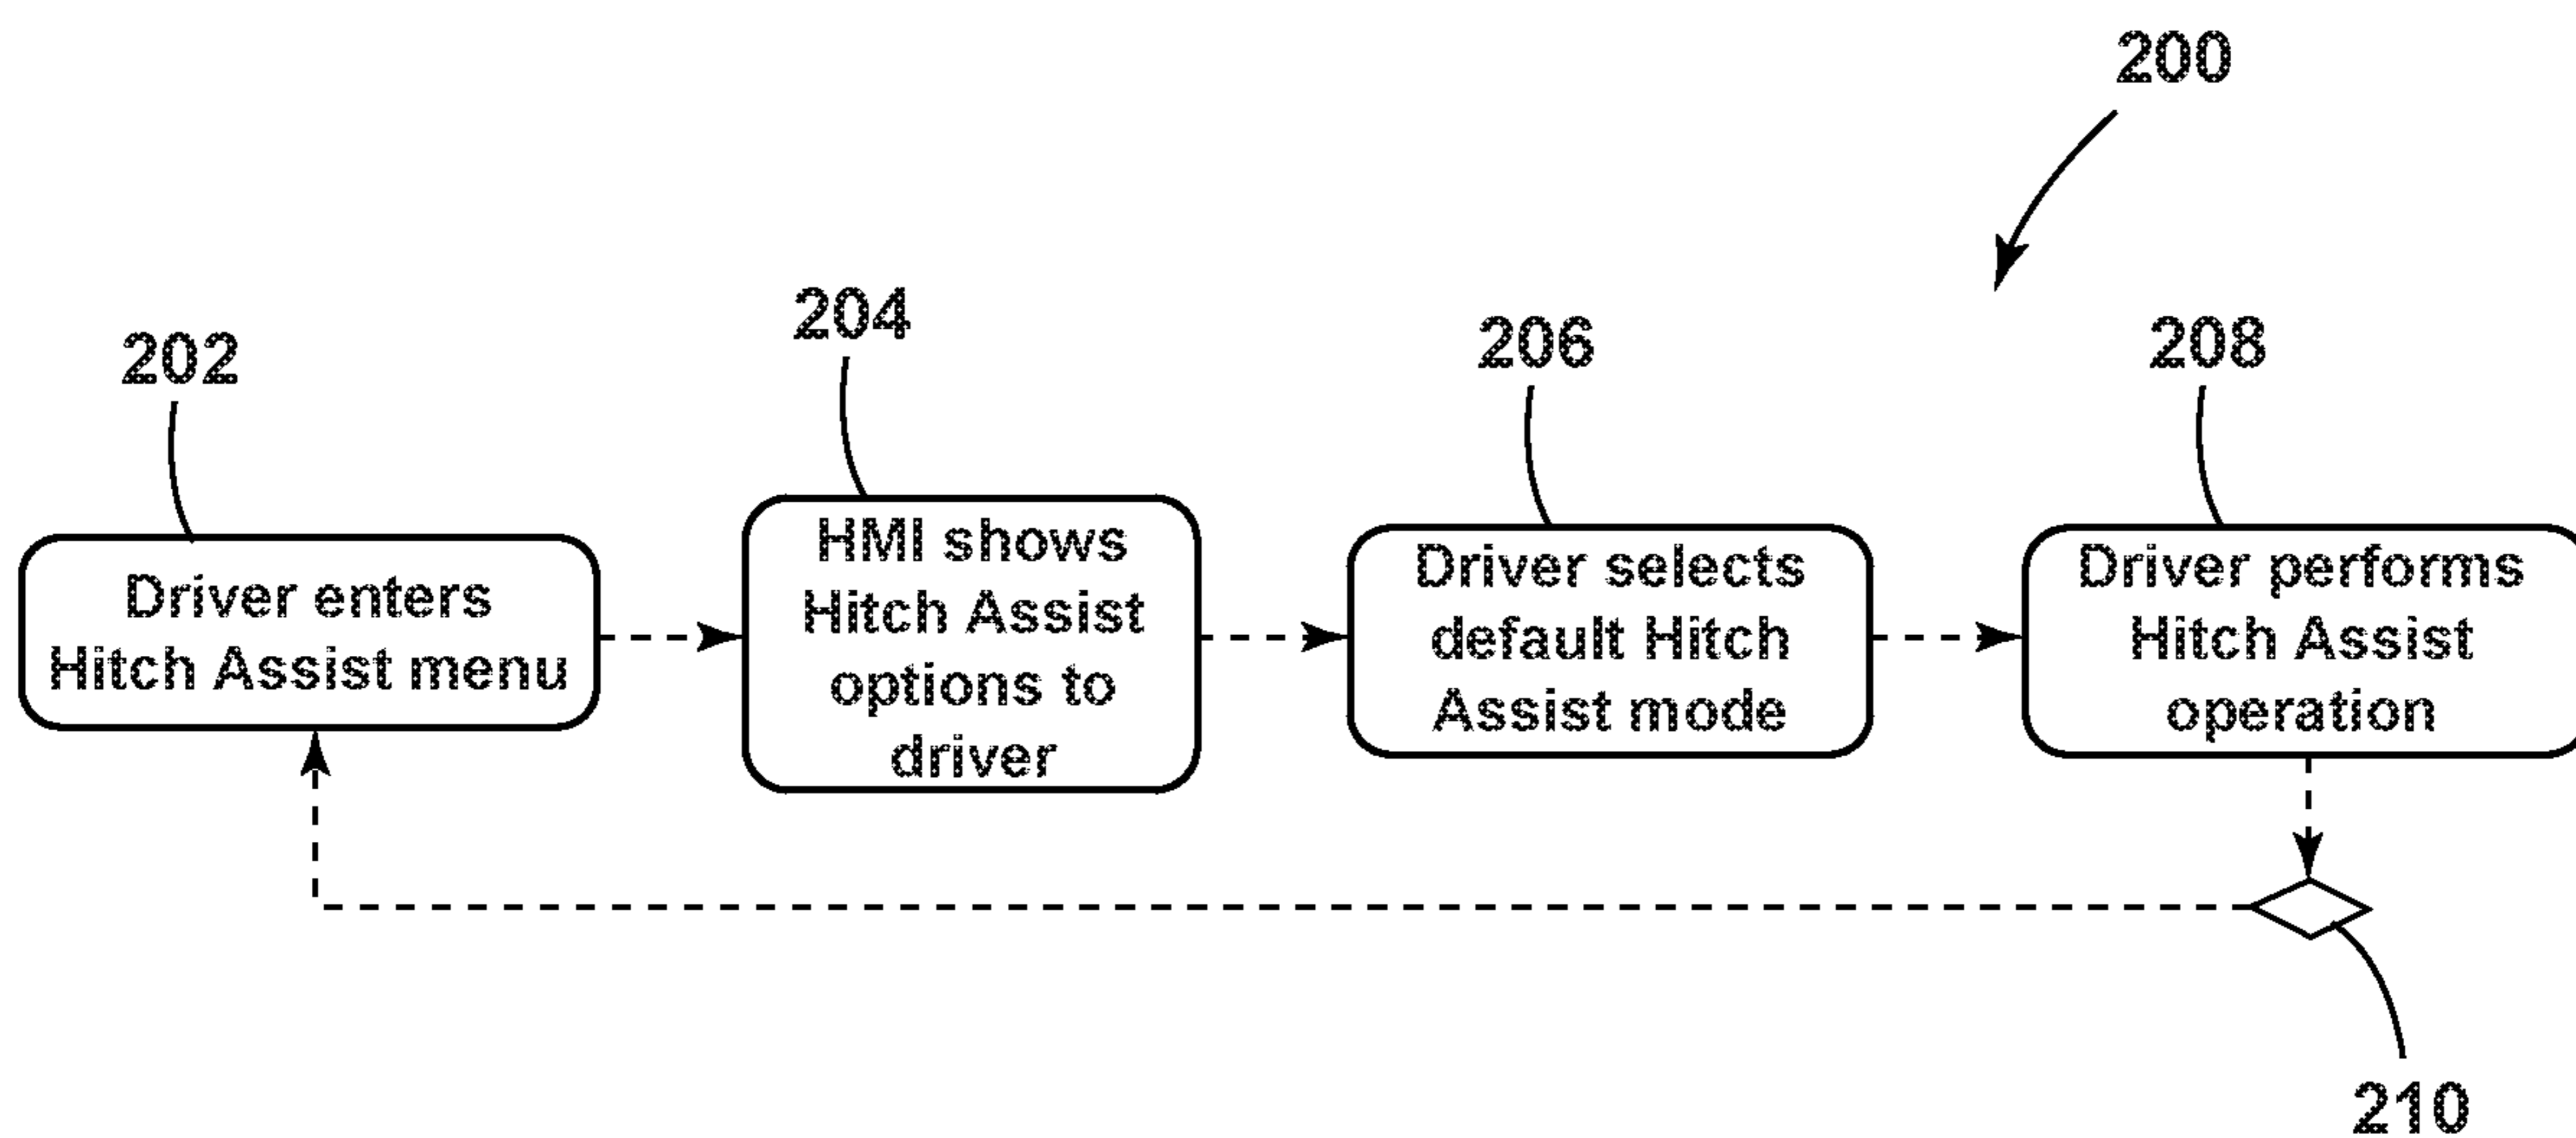 200
202
204
206
208
Driver enters
Hitch Assist menu
HMI shows
Hitch Assist
options to
driver
Driver selects
default Hitch
Assist mode
Driver performs
Hitch Assist
operation
210